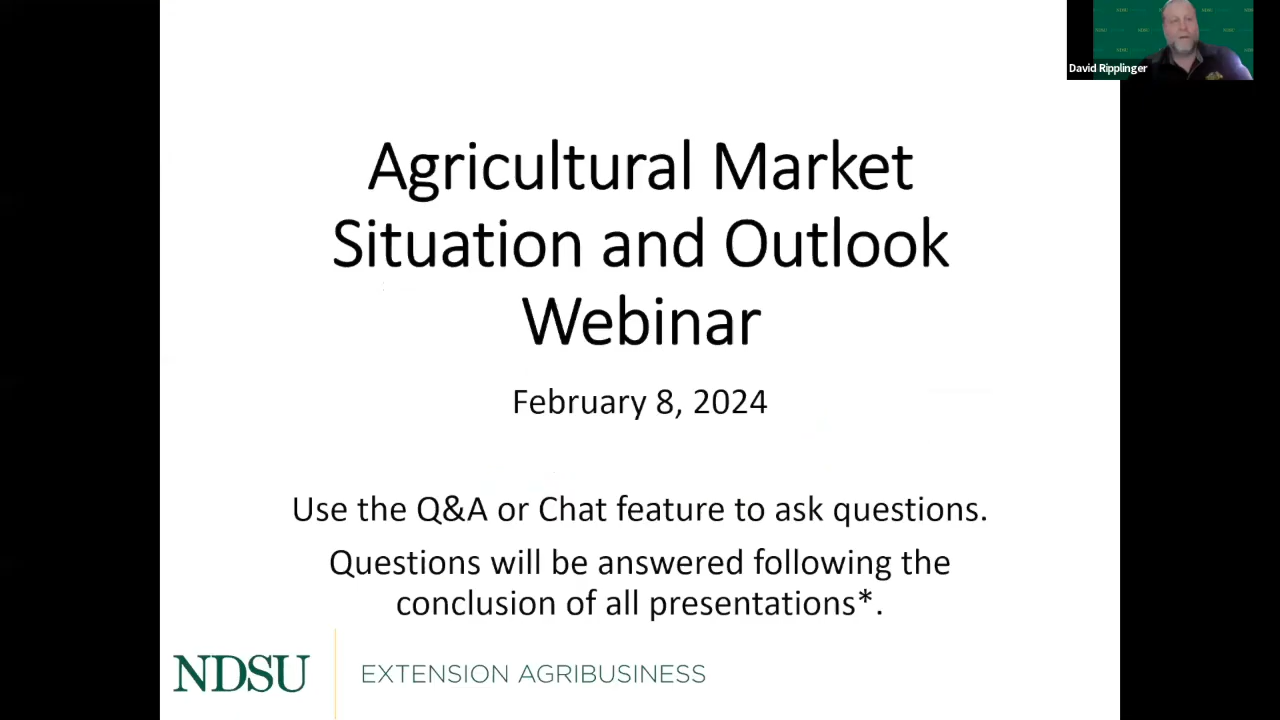 David Ripplinger
Agricultural Market
Situation and Outlook
Webinar
February 8, 2024
Use the Q&A or Chat feature to ask questions.
Questions will be answered following the
conclusion of all presentations*.
NDSU
EXTENSION AGRIBUSINESS